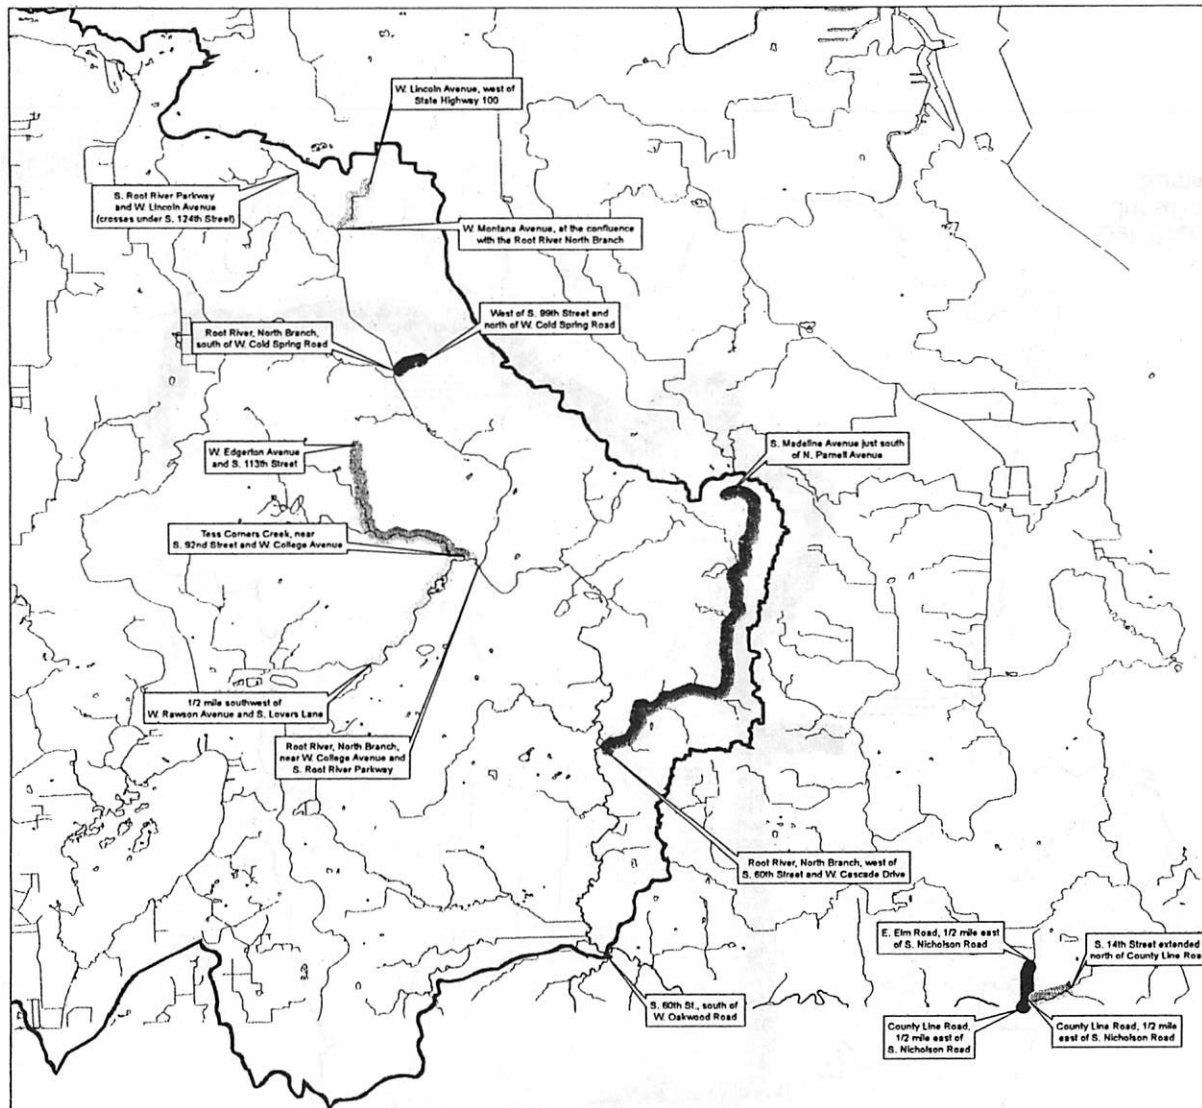 W. Lincoln Avenue, west of
State Highway 100
S. Root River Parkway
and W. Lincoln Avenue
(crosses under S. 124th Street)
W. Montana Avenue, at the confluence
with the Root River North Branch
West of S. 99th Street and
north of W. Cold Spring Road
Root River, North Branch,
south of W. Cold Spring Road
W. Edgerton Avenue
and S. 113th Street
S. Madeline Avenue just south
of N. Parnell Avenue
Tess Corners Creek, near
S. 92nd Street and W. College Avenue
1/2 mile southwest of
W. Rawson Avenue and S. Lovers Lane
Root River, North Branch,
near W. College Avenue and
S. Root River Parkway
Root River, North Branch, west of
S. 60th Street and W. Cascade Drive
E. Elm Road, 1/2 mile east
of S. Nicholson Road
S. 14th Street extended
north of County Line Roa
S. 60th St., south of
W. Oakwood Road
County Line Road,
1/2 mile east of
S. Nicholson Road
County Line Road, 1/2 mile
east of S. Nicholson Road